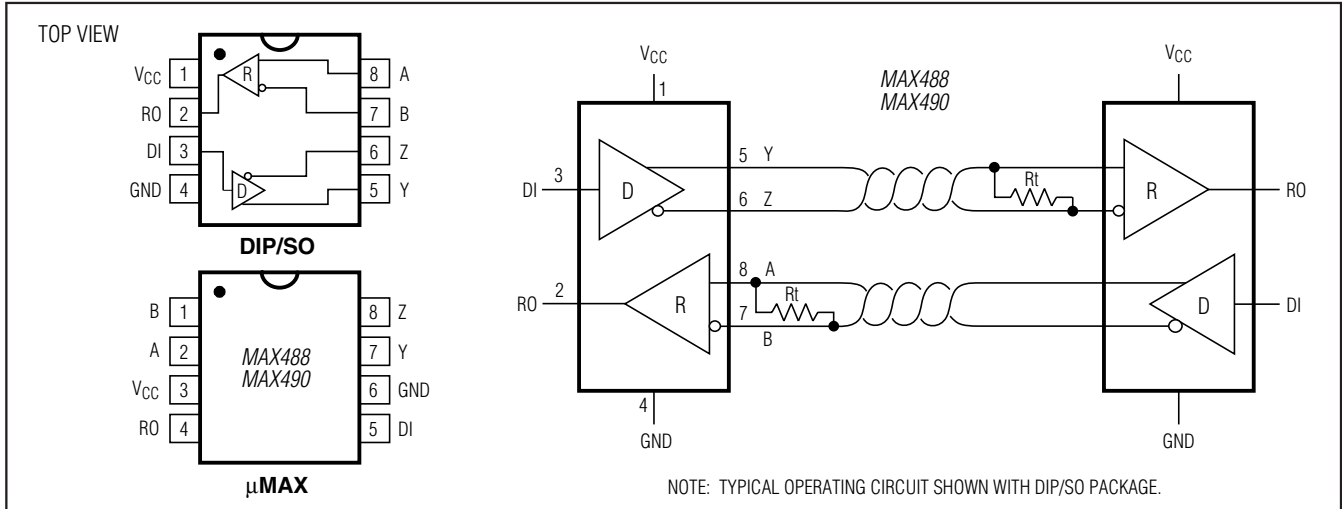 TOP VIEW
VCC 1
RO 2
DI 3
GND 4
R
D
8 A
7 B
6 Z
5 Y
DIP/SO
B 1
A 2
VCC 3
RO 4
MAX488
MAX490
8 Z
7 Y
6 GND
5 DI
μMAX
MAX488
MAX490
VCC
1
DI 3
D
5 Y
6 Z
Rt
R
RO
VCC
RO 2
R
8 A
7
B
Rt
D
DI
4
GND
GND
NOTE: TYPICAL OPERATING CIRCUIT SHOWN WITH DIP/SO PACKAGE.